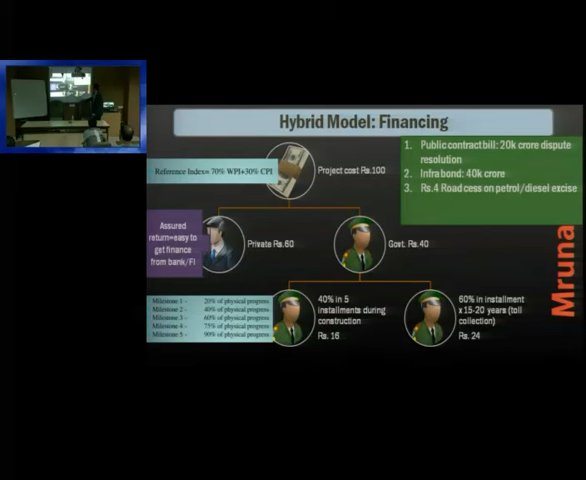 Hybrid Model: Financing
Reference Index= 70% WPI+30% CPI
Project cost Rs.100
1. Public contract bill: 20k crore dispute
resolution
2. Infra bond: 40k crore
3. Rs.4 Road cess on petrol/diesel excise
Assured
return=easy to
get finance
from bank/FI
Private Rs.60
Govt. Rs.40
Milestone 1 - 20% of physical progress
Milestone 2 - 40% of physical progress
Milestone 3 - 60% of physical progress
Milestone 4 - 75% of physical progress
Milestone 5 - 90% of physical progress
40% in 5
installments during
construction
Rs. 16
60% in installment
x 15-20 years (toll
collection)
Rs. 24
Mruna